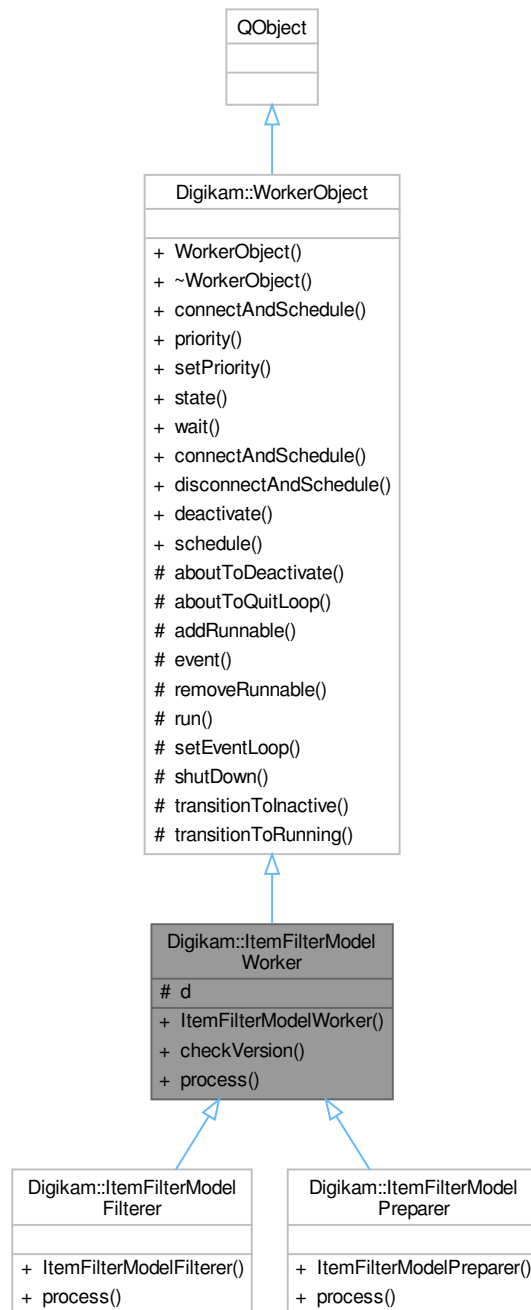 QObject
Digikam::WorkerObject
+ WorkerObject()
+ ~WorkerObject()
+ connectAndSchedule()
+ priority()
+ setPriority()
+ state()
+ wait()
+ connectAndSchedule()
+ disconnectAndSchedule()
+ deactivate()
+ schedule()
# aboutToDeactivate()
# aboutToQuitLoop()
# addRunnable()
# event()
# removeRunnable()
# run()
# setEventLoop()
# shutDown()
# transitionToInactive()
# transitionToRunning()
Digikam::ItemFilterModel
Worker
# d
+ ItemFilterModelWorker()
+ checkVersion()
+ process()
Digikam::ItemFilterModel
Filterer
+ ItemFilterModelFilterer()
+ process()
Digikam::ItemFilterModel
Preparer
+ ItemFilterModelPreparer()
+ process()